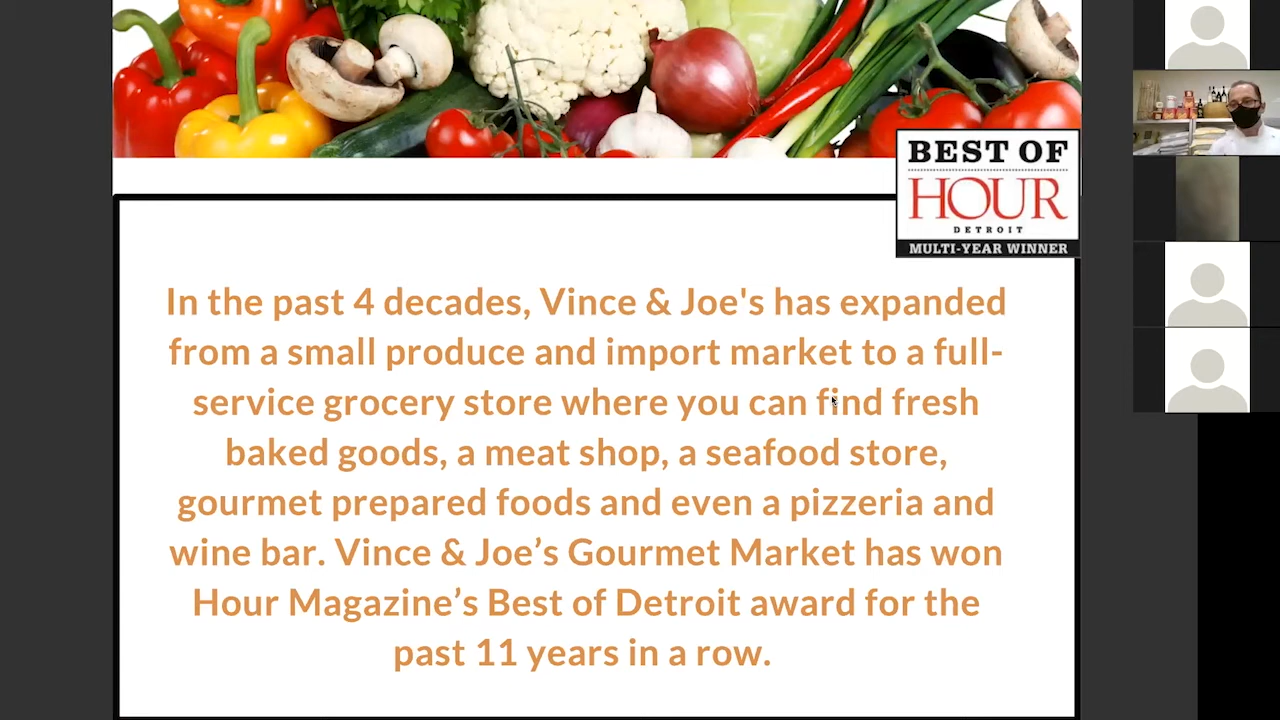 BEST OF
HOUR
DETROIT
MULTI-YEAR WINNER
In the past 4 decades, Vince & Joe's has expanded
from a small produce and import market to a full-
service grocery store where you can find fresh
baked goods, a meat shop, a seafood store,
gourmet prepared foods and even a pizzeria and
wine bar. Vince & Joe’s Gourmet Market has won
Hour Magazine’s Best of Detroit award for the
past 11 years in a row.